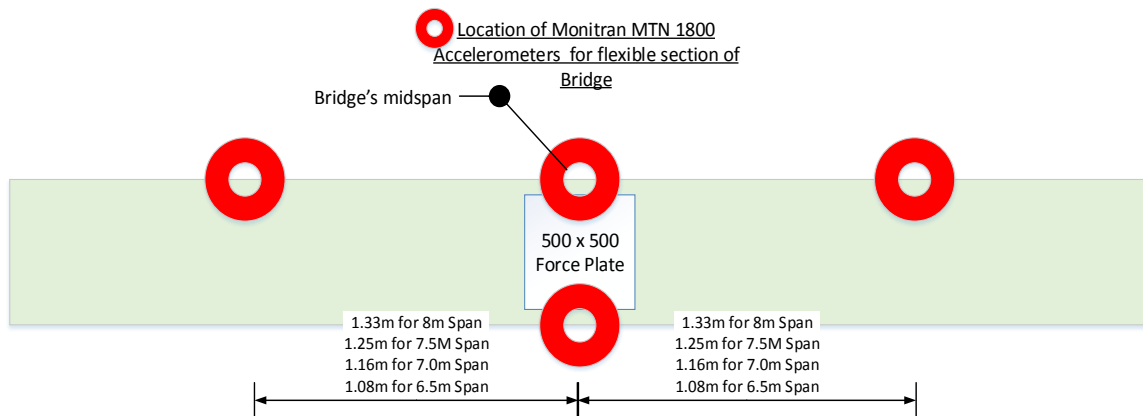 Location of Monitran MTN 1800
Accelerometers for flexible section of
Bridge
Bridge's midspan
500 x 500
Force Plate
1.33m for 8m Span
1.25m for 7.5M Span
1.16m for 7.0m Span
1.08m for 6.5m Span
1.33m for 8m Span
1.25m for 7.5M Span
1.16m for 7.0m Span
1.08m for 6.5m Span